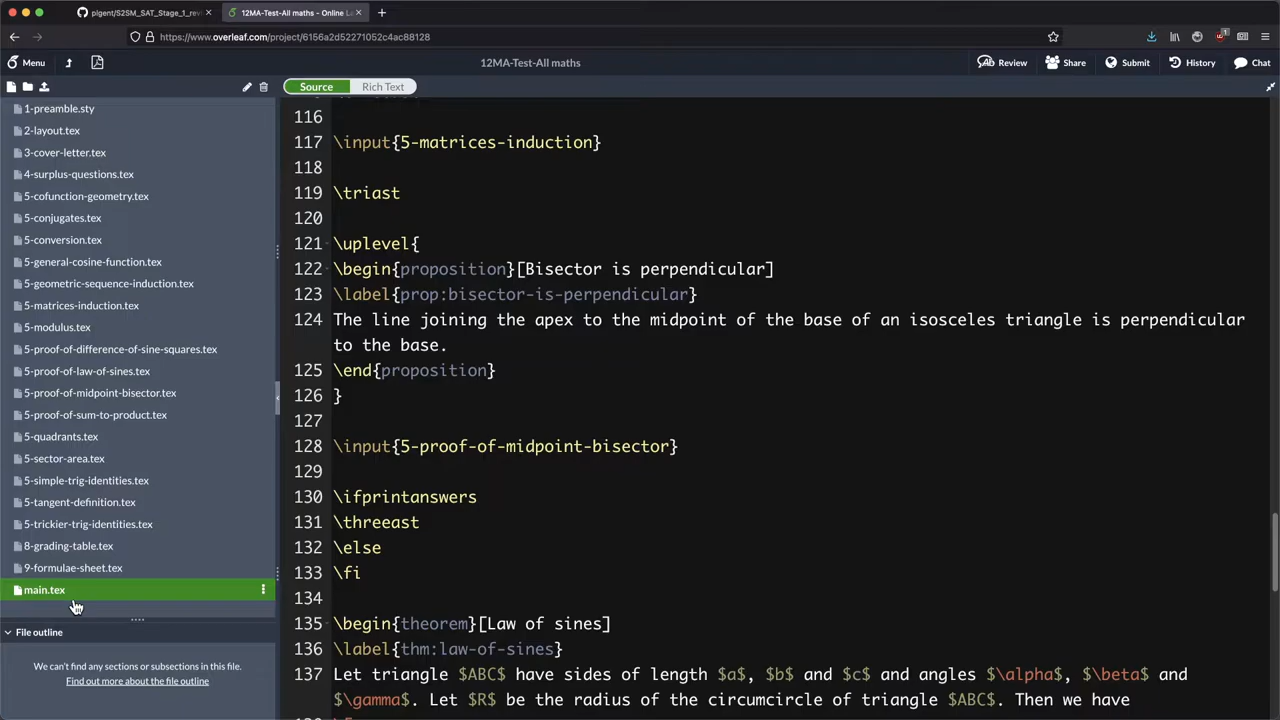 plgent/S2SM_SAT_Stage_1_rev
12MA-Test-All maths - Online L
https://www.overleaf.com/project/6156a2d52271052c4ac88128
Menu
12MA-Test-All maths
Review
Share
Submit
History
Chat
Source
Rich Text
1-preamble.sty
2-layout.tex
3-cover-letter.tex
4-surplus-questions.tex
5-cofunction-geometry.tex
5-conjugates.tex
5-conversion.tex
5-general-cosine-function.tex
5-geometric-sequence-induction.tex
5-matrices-induction.tex
5-modulus.tex
5-proof-of-difference-of-sine-squares.tex
5-proof-of-law-of-sines.tex
5-proof-of-midpoint-bisector.tex
5-proof-of-sum-to-product.tex
5-quadrants.tex
5-sector-area.tex
5-simple-trig-identities.tex
5-tangent-definition.tex
5-trickier-trig-identities.tex
8-grading-table.tex
9-formulae-sheet.tex
main.tex
File outline
We can't find any sections or subsections in this file.
Find out more about the file outline
116
117 \input{5-matrices-induction}
118
119 \triast
120
121 \uplevel{
122 \begin{proposition}[Bisector is perpendicular]
123 \label{prop:bisector-is-perpendicular}
124 The line joining the apex to the midpoint of the base of an isosceles triangle is perpendicular
to the base.
125 \end{proposition}
126 }
127
128 \input{5-proof-of-midpoint-bisector}
129
130 \ifprintanswers
131 \threeast
132 \else
133 \fi
134
135 \begin{theorem}[Law of sines]
136 \label{thm:law-of-sines}
137 Let triangle $ABC$ have sides of length $a$, $b$ and $c$ and angles $\alpha$, $\beta$ and
$\gamma$. Let $R$ be the radius of the circumcircle of triangle $ABC$. Then we have